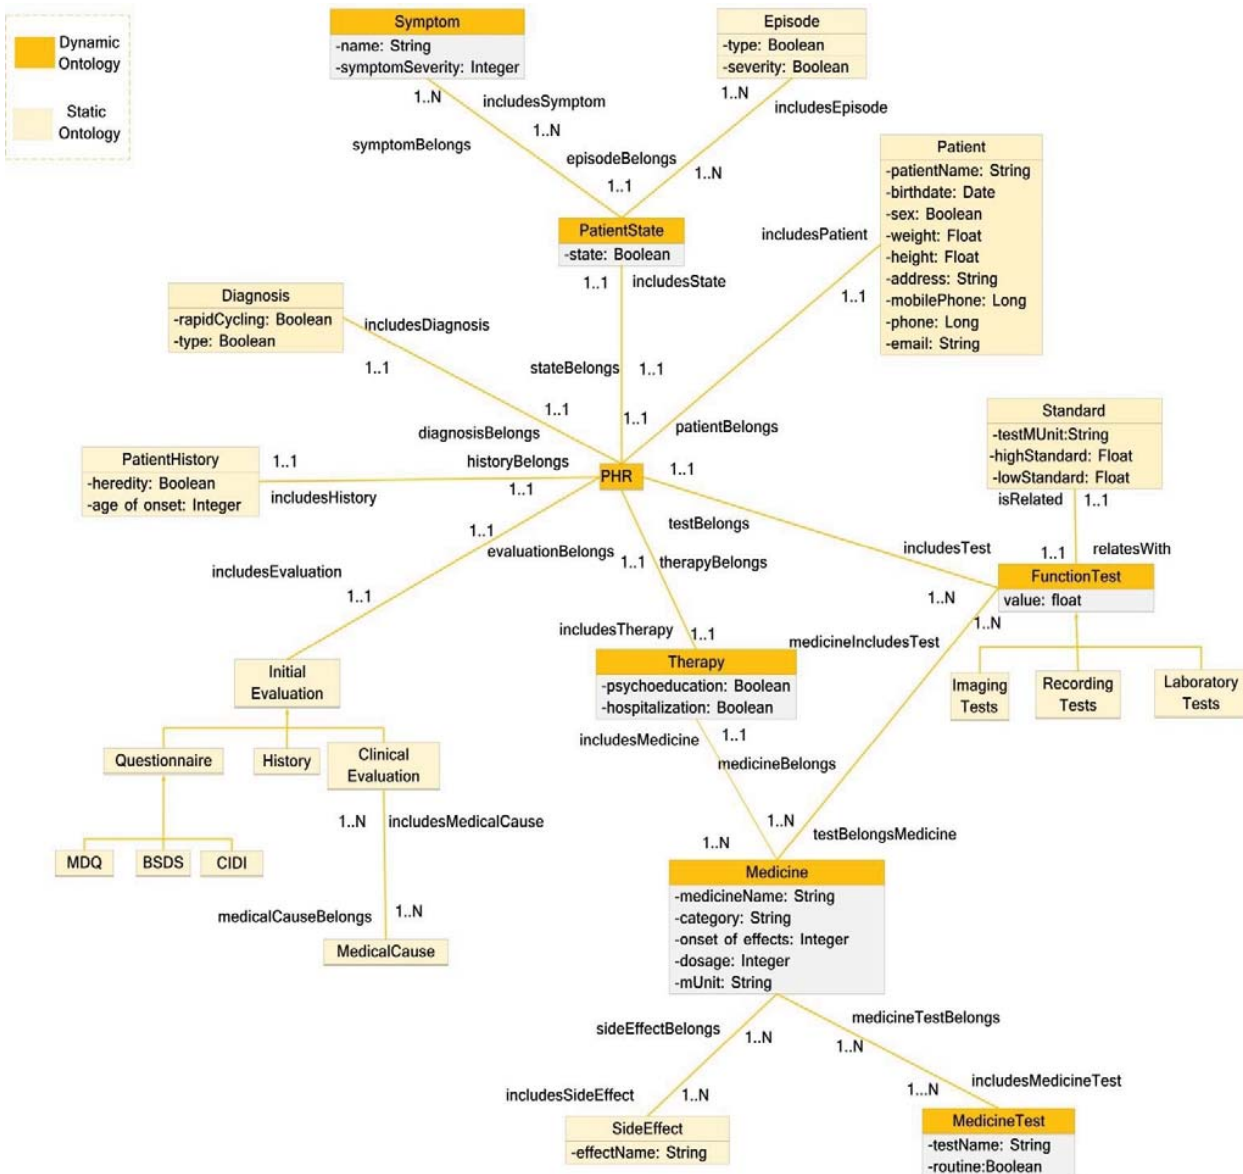 Dynamic
Ontology
Static
Ontology
Symptom
-name: String
-symptomSeverity: Integer
Episode
-type: Boolean
-severity: Boolean
1..N
includesSymptom
1..N
symptomBelongs
1..N
includesEpisode
episodeBelongs
1..N
1..1
Patient
-patientName: String
-birthdate: Date
-sex: Boolean
-weight: Float
-height: Float
-address: String
-mobilePhone: Long
-phone: Long
-email: String
PatientState
-state: Boolean
includesPatient
1..1
1..1
includesState
Diagnosis
-rapidCycling: Boolean
-type: Boolean
includesDiagnosis
1..1
stateBelongs
1..1
1..1
1..1
diagnosisBelongs
patientBelongs
Standard
-testMUnit:String
-highStandard: Float
-lowStandard: Float
isRelated
1..1
PatientHistory
-heredity: Boolean
-age of onset: Integer
1..1
includesHistory
historyBelongs
1..1
PHR
1..1
testBelongs
includesTest
1..1
relatesWith
1..1
evaluationBelongs
includesEvaluation
1..1
1..1
therapyBelongs
FunctionTest
value: float
1..N
1..N
includesTherapy
1..1
medicineIncludesTest
Initial
Evaluation
Therapy
-psychoeducation: Boolean
-hospitalization: Boolean
Imaging
Tests
Recording
Tests
Laboratory
Tests
includesMedicine
1..1
medicineBelongs
Questionnaire
History
Clinical
Evaluation
1..N
includesMedicalCause
1..N
1..N
testBelongsMedicine
MDQ
BSDS
CIDI
Medicine
-medicineName: String
-category: String
-onset of effects: Integer
-dosage: Integer
-mUnit: String
medicalCauseBelongs
1..N
MedicalCause
sideEffectBelongs
1..N
medicineTestBelongs
1..N
includesSideEffect
1..N
1...N
includesMedicineTest
SideEffect
-effectName: String
MedicineTest
-testName: String
-routine:Boolean